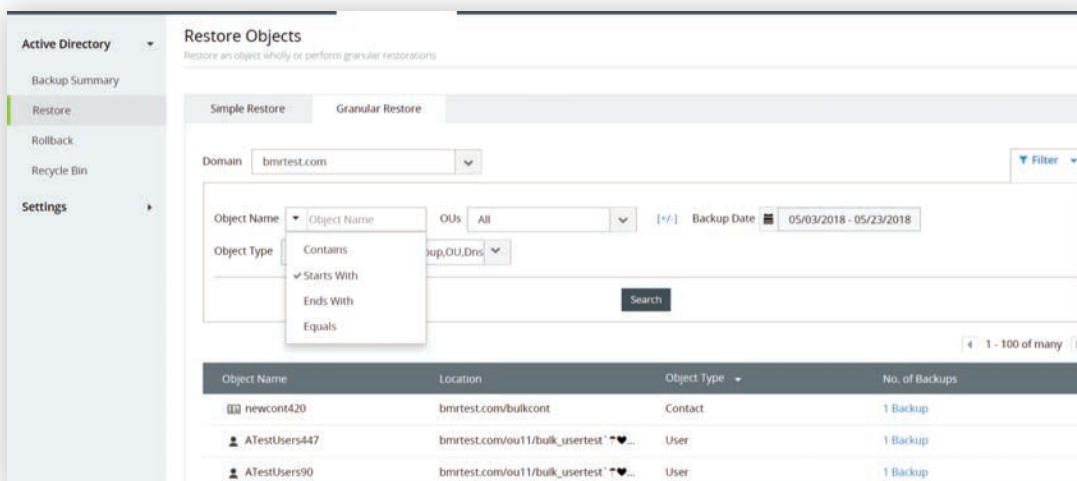 Active Directory
Backup Summary
Restore
Rollback
Recycle Bin
Settings
Restore Objects
Restore an object wholly or perform granular restorations
Simple Restore Granular Restore
Domain bmrtest.com
Filter
Object Name Object Name OUs All [+/-] Backup Date 05/03/2018 - 05/23/2018
Object Type up,OU,Dns
Contains
Starts With
Ends With
Equals
Search
1 - 100 of many
Object Name Location Object Type No. of Backups
newcont420 bmrtest.com/bulkcont Contact 1 Backup
ATestUsers447 bmrtest.com/ou11/bulk_usertest`☂♥... User 1 Backup
ATestUsers90 bmrtest.com/ou11/bulk_usertest`☂♥... User 1 Backup